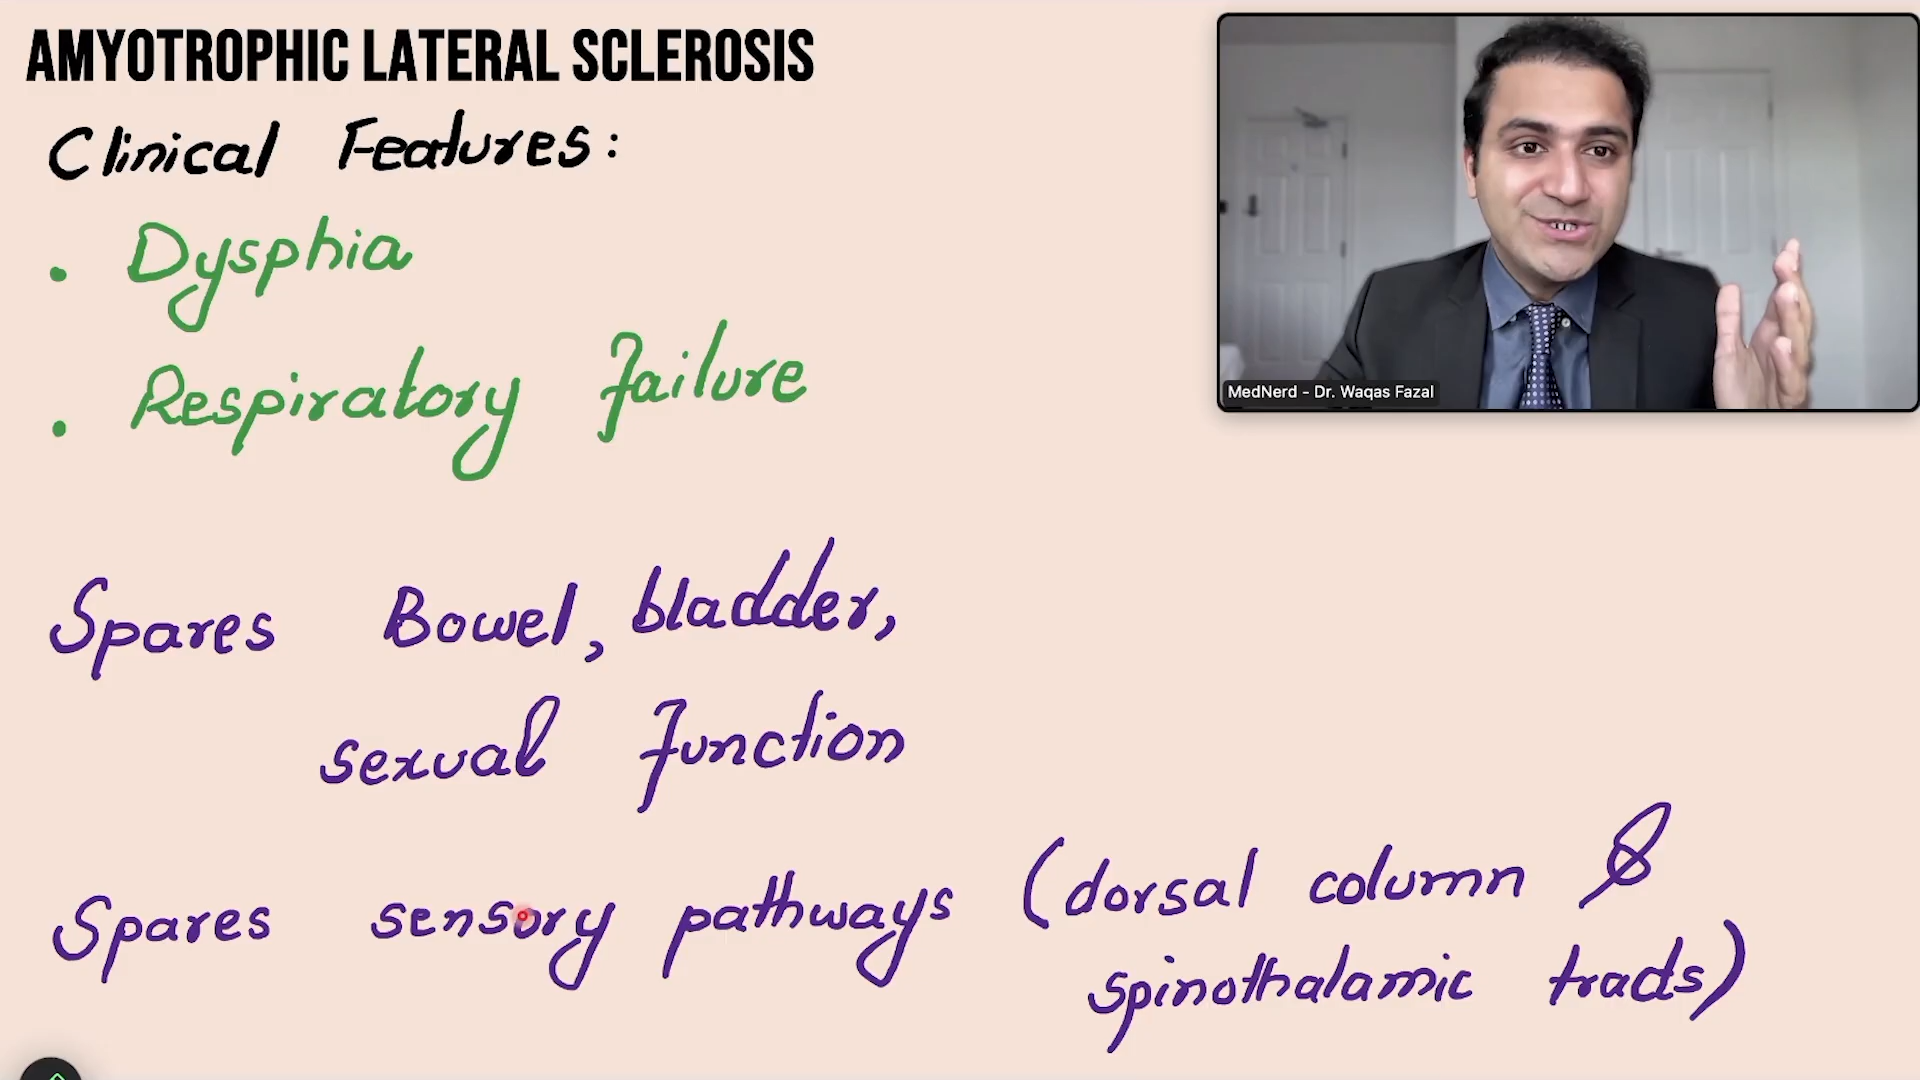 AMYOTROPHIC LATERAL SCLEROSIS
Clinical Features:
• Dysphia
• Respiratory failure
Spares Bowel, bladder,
sexual function
Spares sensory pathways (dorsal column &
spinothalamic tracts)
MedNerd - Dr. Waqas Fazal